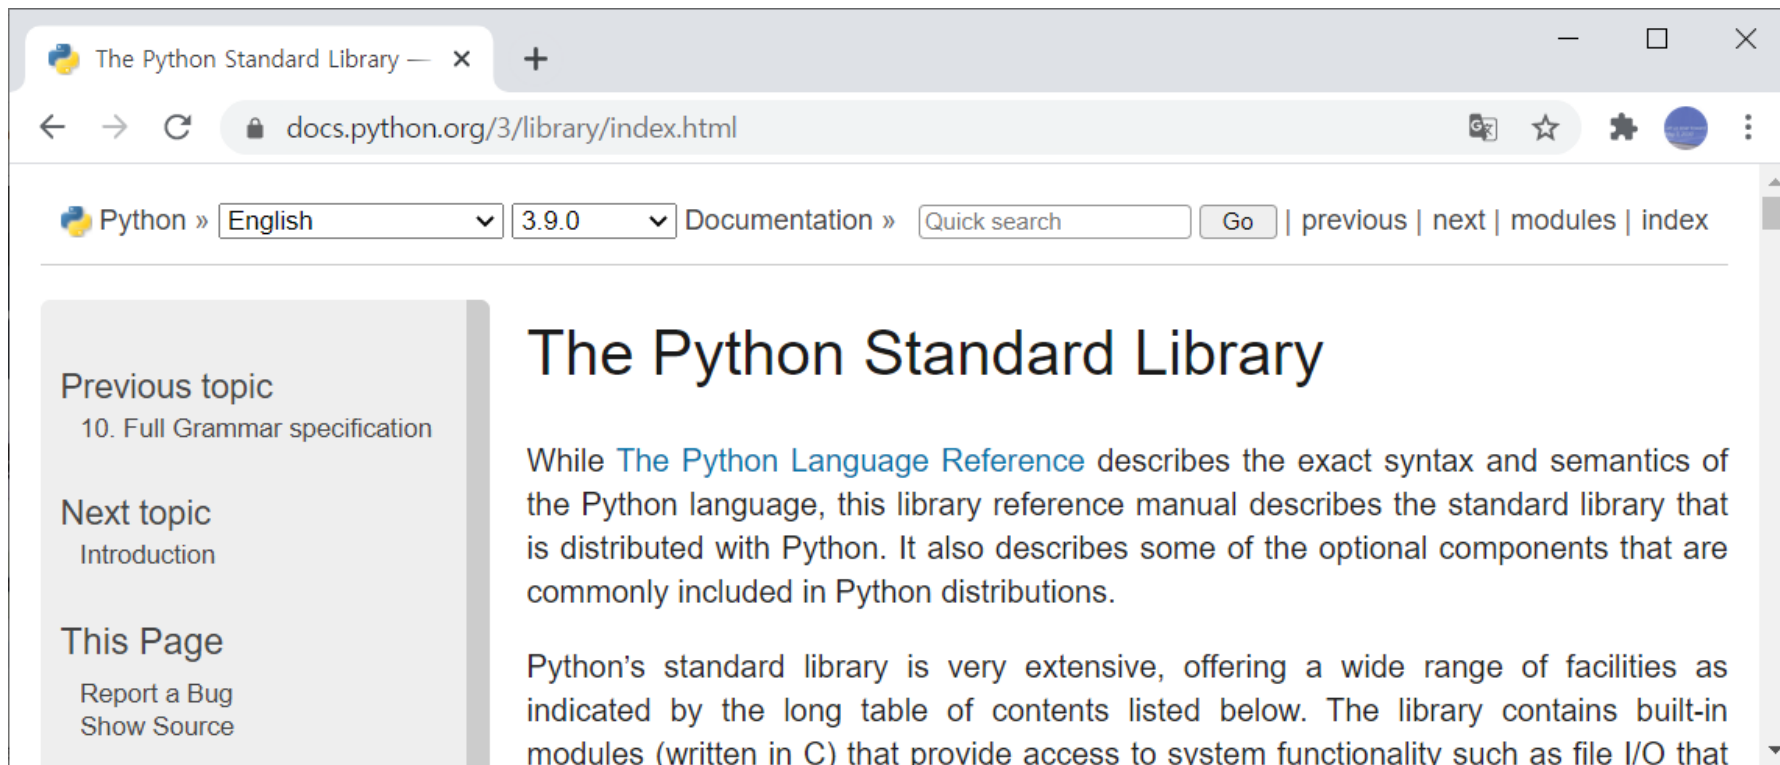 The Python Standard Library —
docs.python.org/3/library/index.html
Python » English 3.9.0 Documentation » Quick search Go | previous | next | modules | index
Previous topic
10. Full Grammar specification
Next topic
Introduction
This Page
Report a Bug
Show Source
The Python Standard Library
While The Python Language Reference describes the exact syntax and semantics of
the Python language, this library reference manual describes the standard library that
is distributed with Python. It also describes some of the optional components that are
commonly included in Python distributions.
Python’s standard library is very extensive, offering a wide range of facilities as
indicated by the long table of contents listed below. The library contains built-in
modules (written in C) that provide access to system functionality such as file I/O that